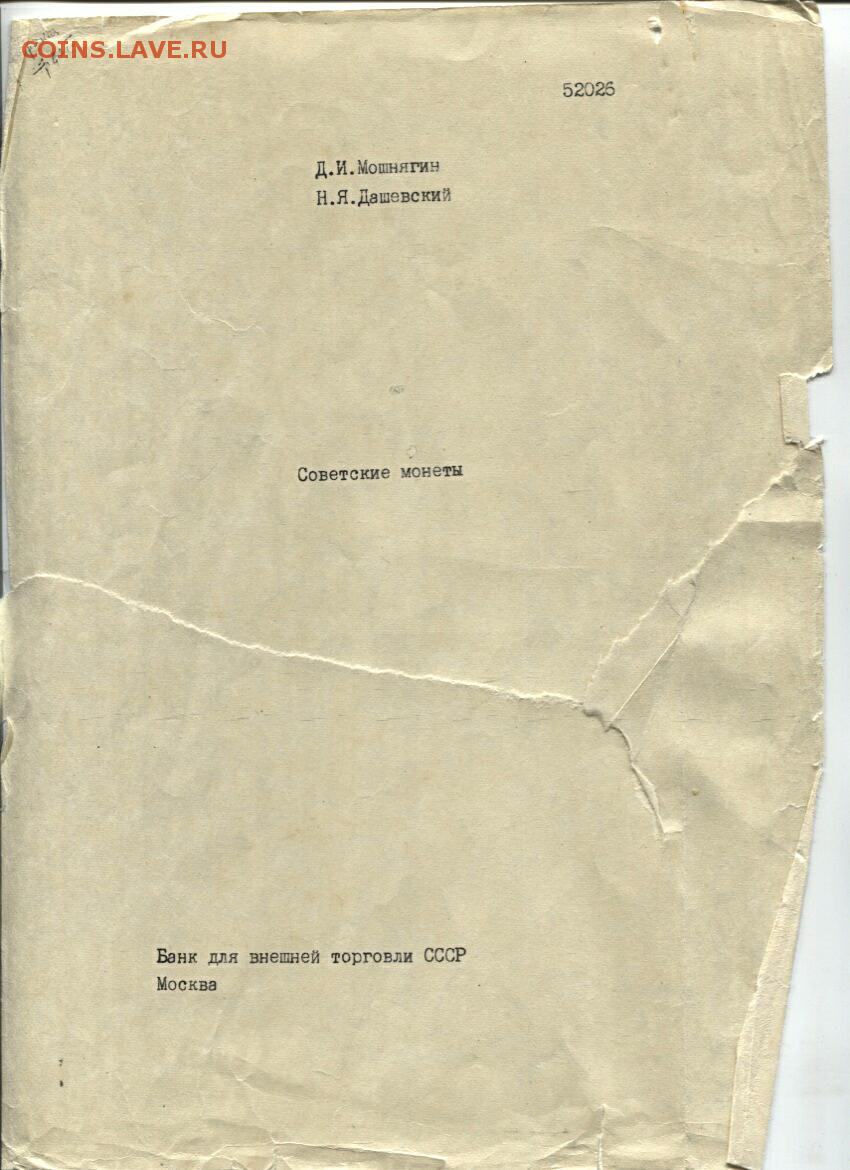 COINS.LAVE.RU
52026
Д.И.Мошнягин
Н.Я.Дашевский
Советские монеты
Банк для внешней торговли СССР
Москва